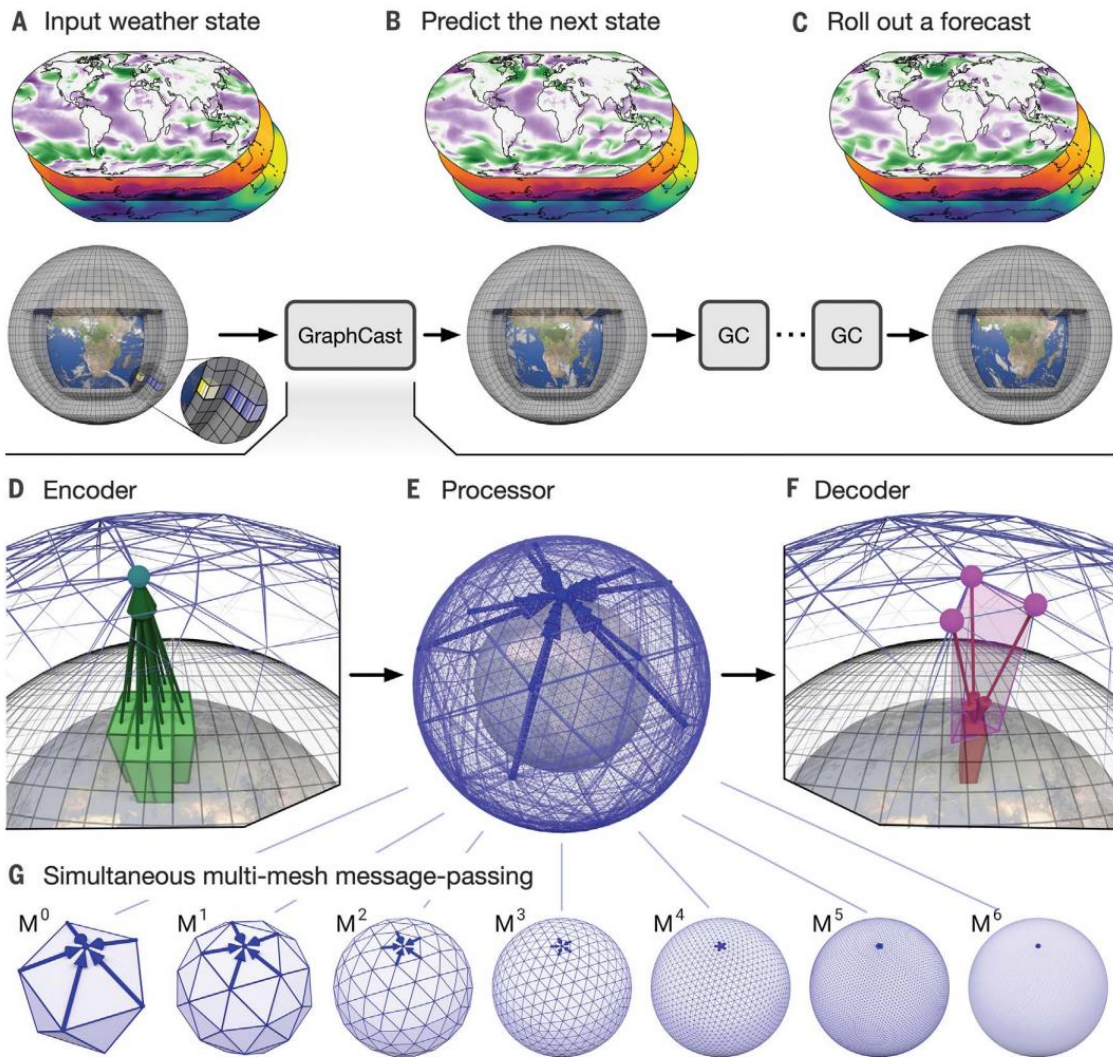 A Input weather state
B Predict the next state
C Roll out a forecast
GraphCast
GC
...
GC
D Encoder
E Processor
F Decoder
G Simultaneous multi-mesh message-passing
M⁰
M¹
M²
M³
M⁴
M⁵
M⁶